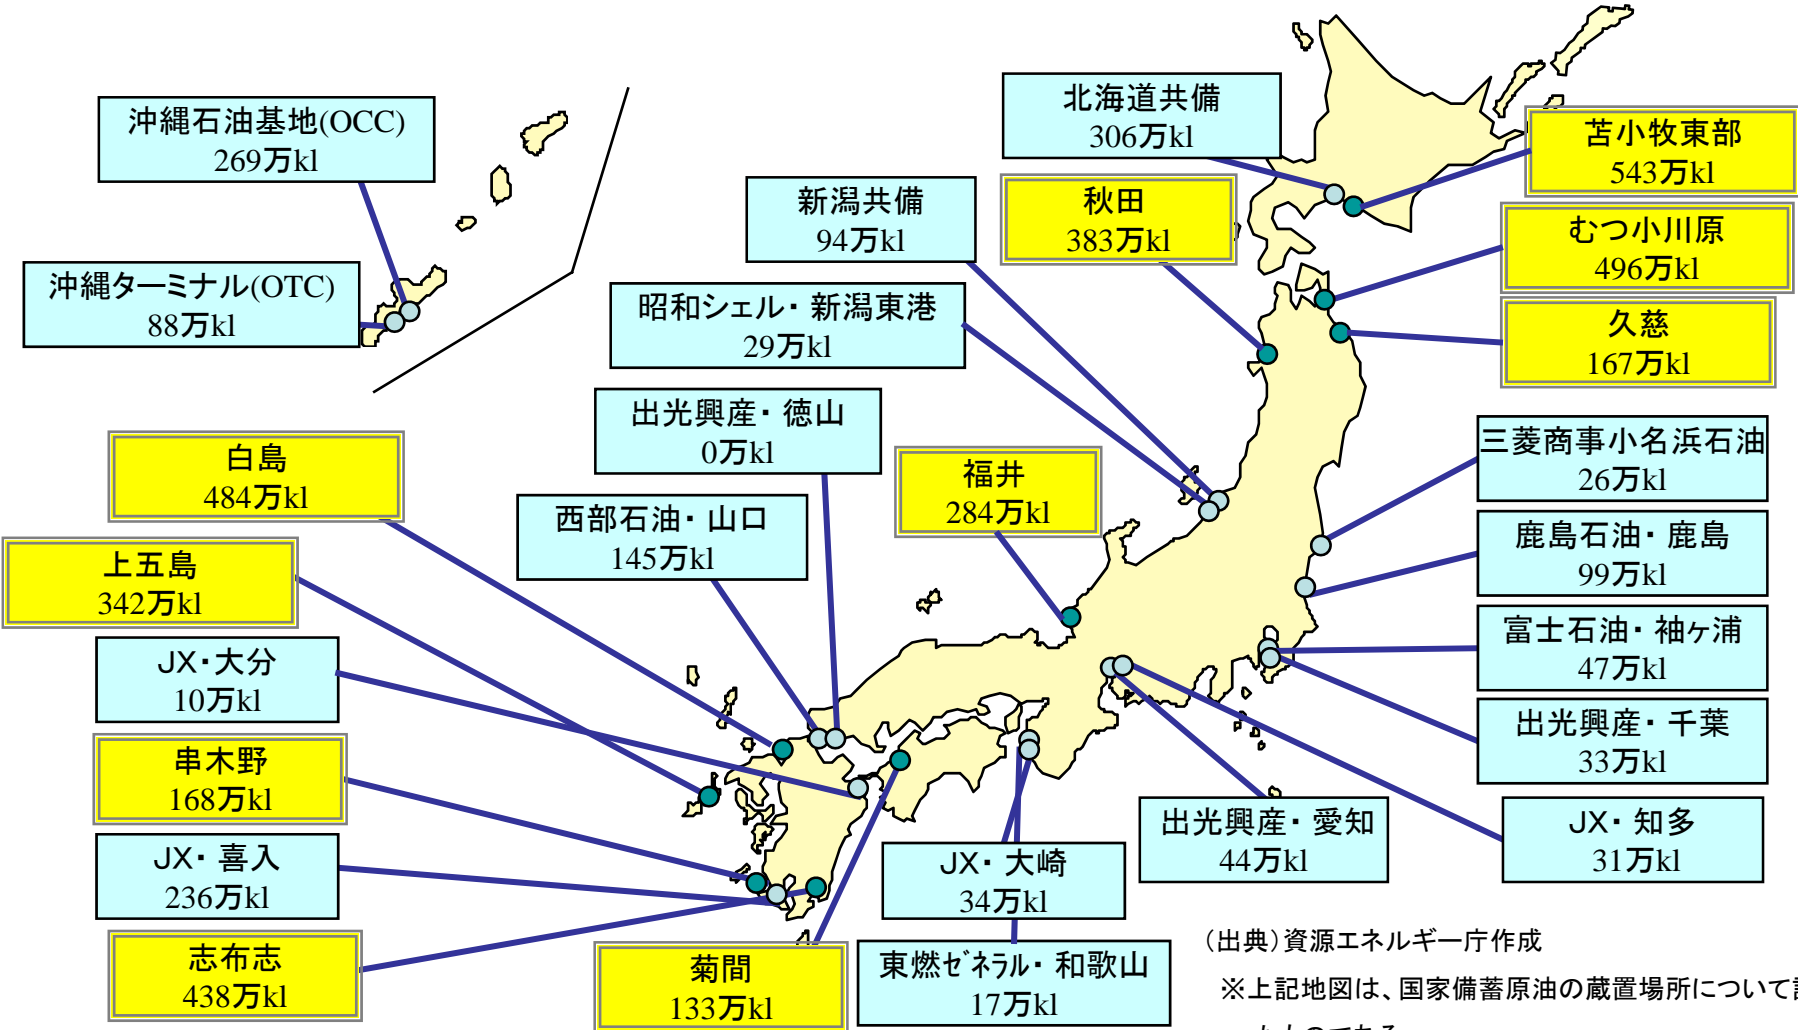 沖縄石油基地(OCC)
269万kl
沖縄ターミナル(OTC)
88万kl
北海道共備
306万kl
苫小牧東部
543万kl
新潟共備
94万kl
秋田
383万kl
むつ小川原
496万kl
昭和シェル・新潟東港
29万kl
久慈
167万kl
出光興産・徳山
0万kl
白島
484万kl
福井
284万kl
三菱商事小名浜石油
26万kl
西部石油・山口
145万kl
鹿島石油・鹿島
99万kl
上五島
342万kl
富士石油・袖ヶ浦
47万kl
JX・大分
10万kl
出光興産・千葉
33万kl
串木野
168万kl
出光興産・愛知
44万kl
JX・知多
31万kl
JX・喜入
236万kl
JX・大崎
34万kl
志布志
438万kl
菊間
133万kl
東燃ｾﾞﾈﾗﾙ・和歌山
17万kl
（出典）資源エネルギー庁作成
※上記地図は、国家備蓄原油の蔵置場所について